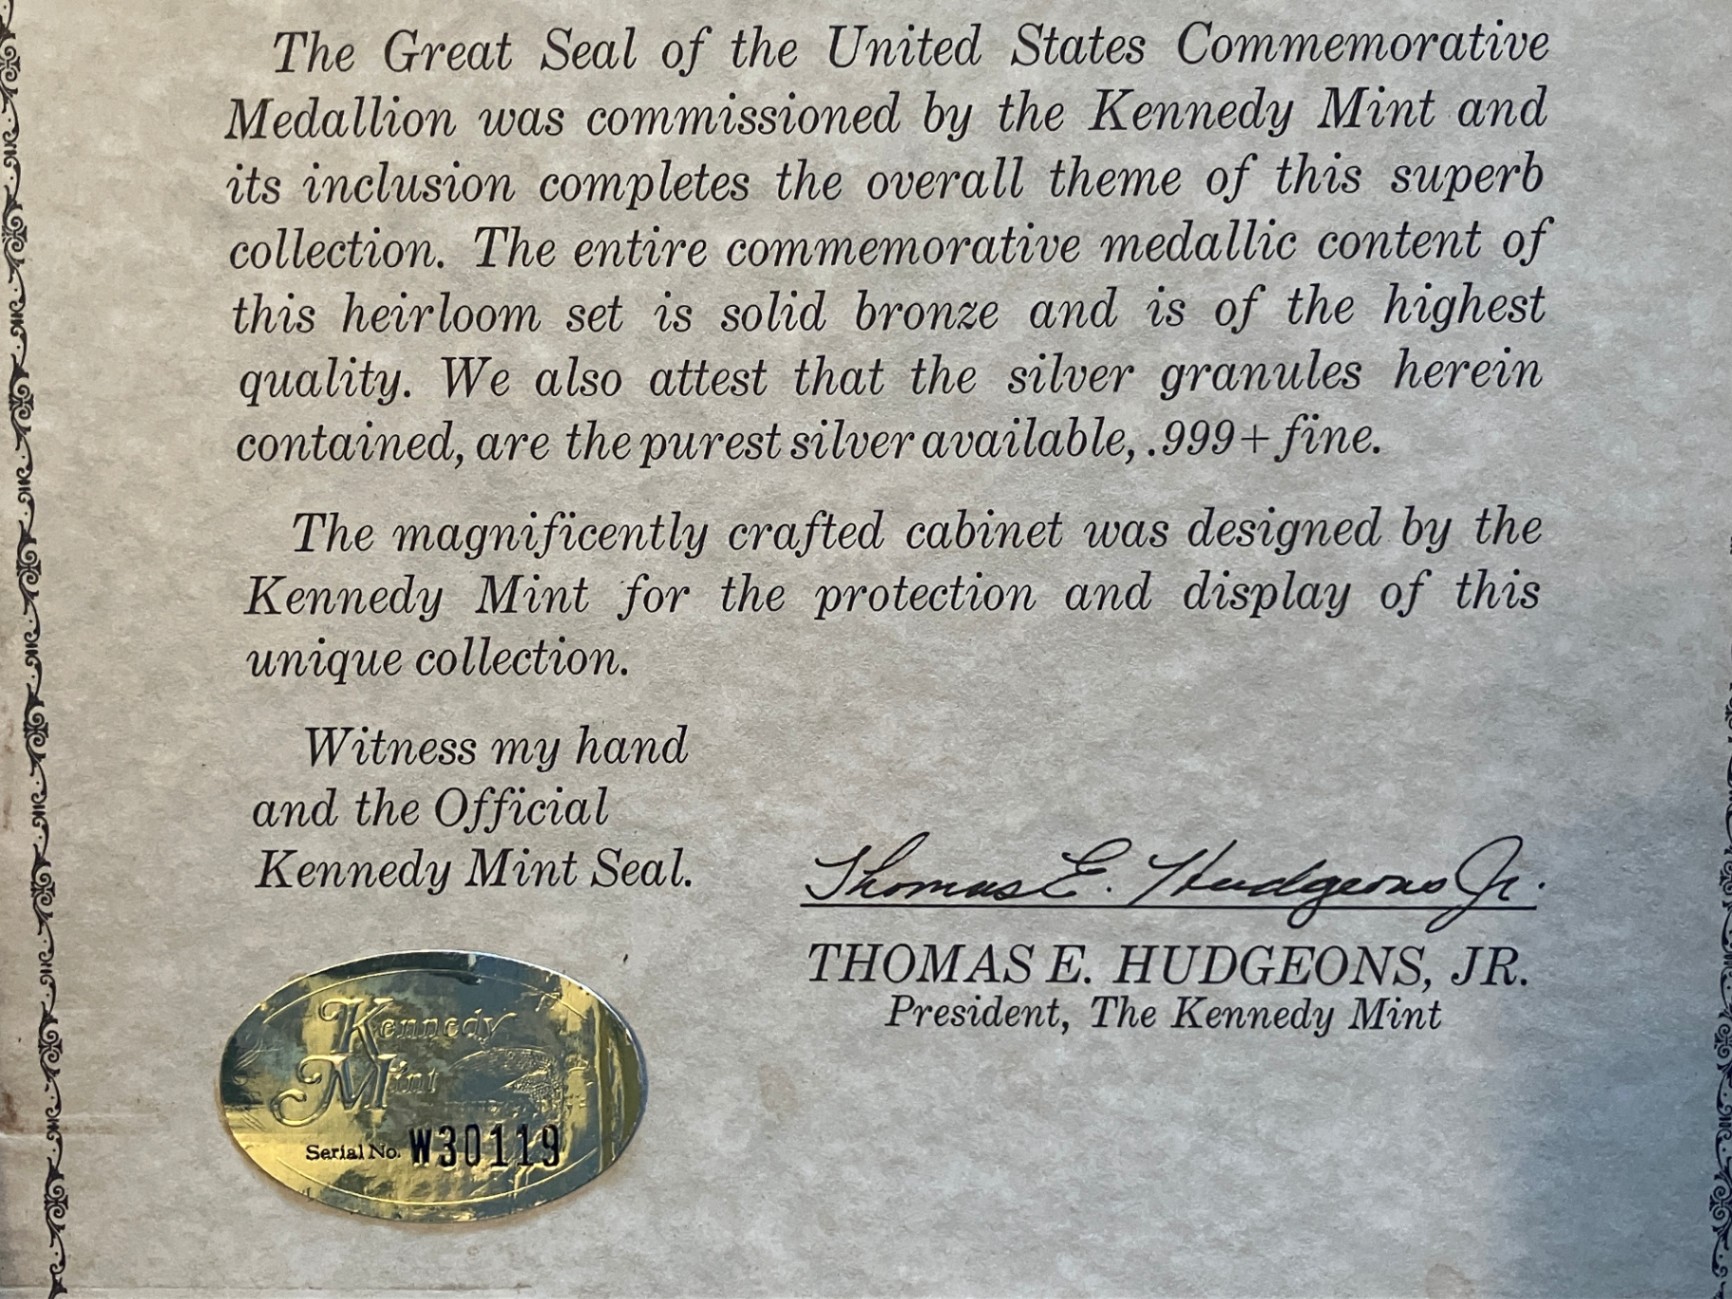 The Great Seal of the United States Commemorative
Medallion was commissioned by the Kennedy Mint and
its inclusion completes the overall theme of this superb
collection. The entire commemorative medallic content of
this heirloom set is solid bronze and is of the highest
quality. We also attest that the silver granules herein
contained, are the purest silver available, .999+ fine.
The magnificently crafted cabinet was designed by the
Kennedy Mint for the protection and display of this
unique collection.
Witness my hand
and the Official
Kennedy Mint Seal.
Thomas E. Hudgeons Jr.
THOMAS E. HUDGEONS, JR.
President, The Kennedy Mint
Kennedy
Mint
Serial No. W30119